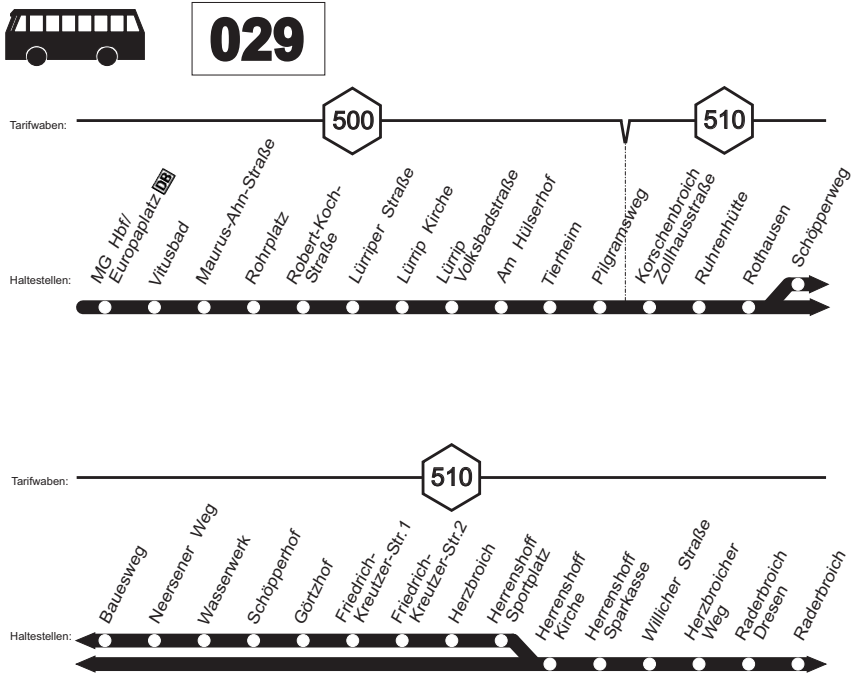 029
Tarifwaben:
500
510
Haltestellen:
MG Hbf/
Europaplatz DB
Vitusbad
Maurus-Ahn-Straße
Rohrplatz
Robert-Koch-
Straße
Lürriper Straße
Lürrip Kirche
Lürrip
Volksbadstraße
Am Hülserhof
Tierheim
Pilgramsweg
Korschenbroich
Zollhausstraße
Ruhrenhütte
Rothausen
Schöpperweg
Tarifwaben:
510
Haltestellen:
Bauesweg
Neersener Weg
Wasserwerk
Schöpperhof
Görtzhof
Friedrich-
Kreutzer-Str.1
Friedrich-
Kreutzer-Str.2
Herzbroich
Herrenshoff
Sportplatz
Herrenshoff
Kirche
Herrenshoff
Sparkasse
Willicher Straße
Herzbroicher
Weg
Raderbroich
Dresen
Raderbroich